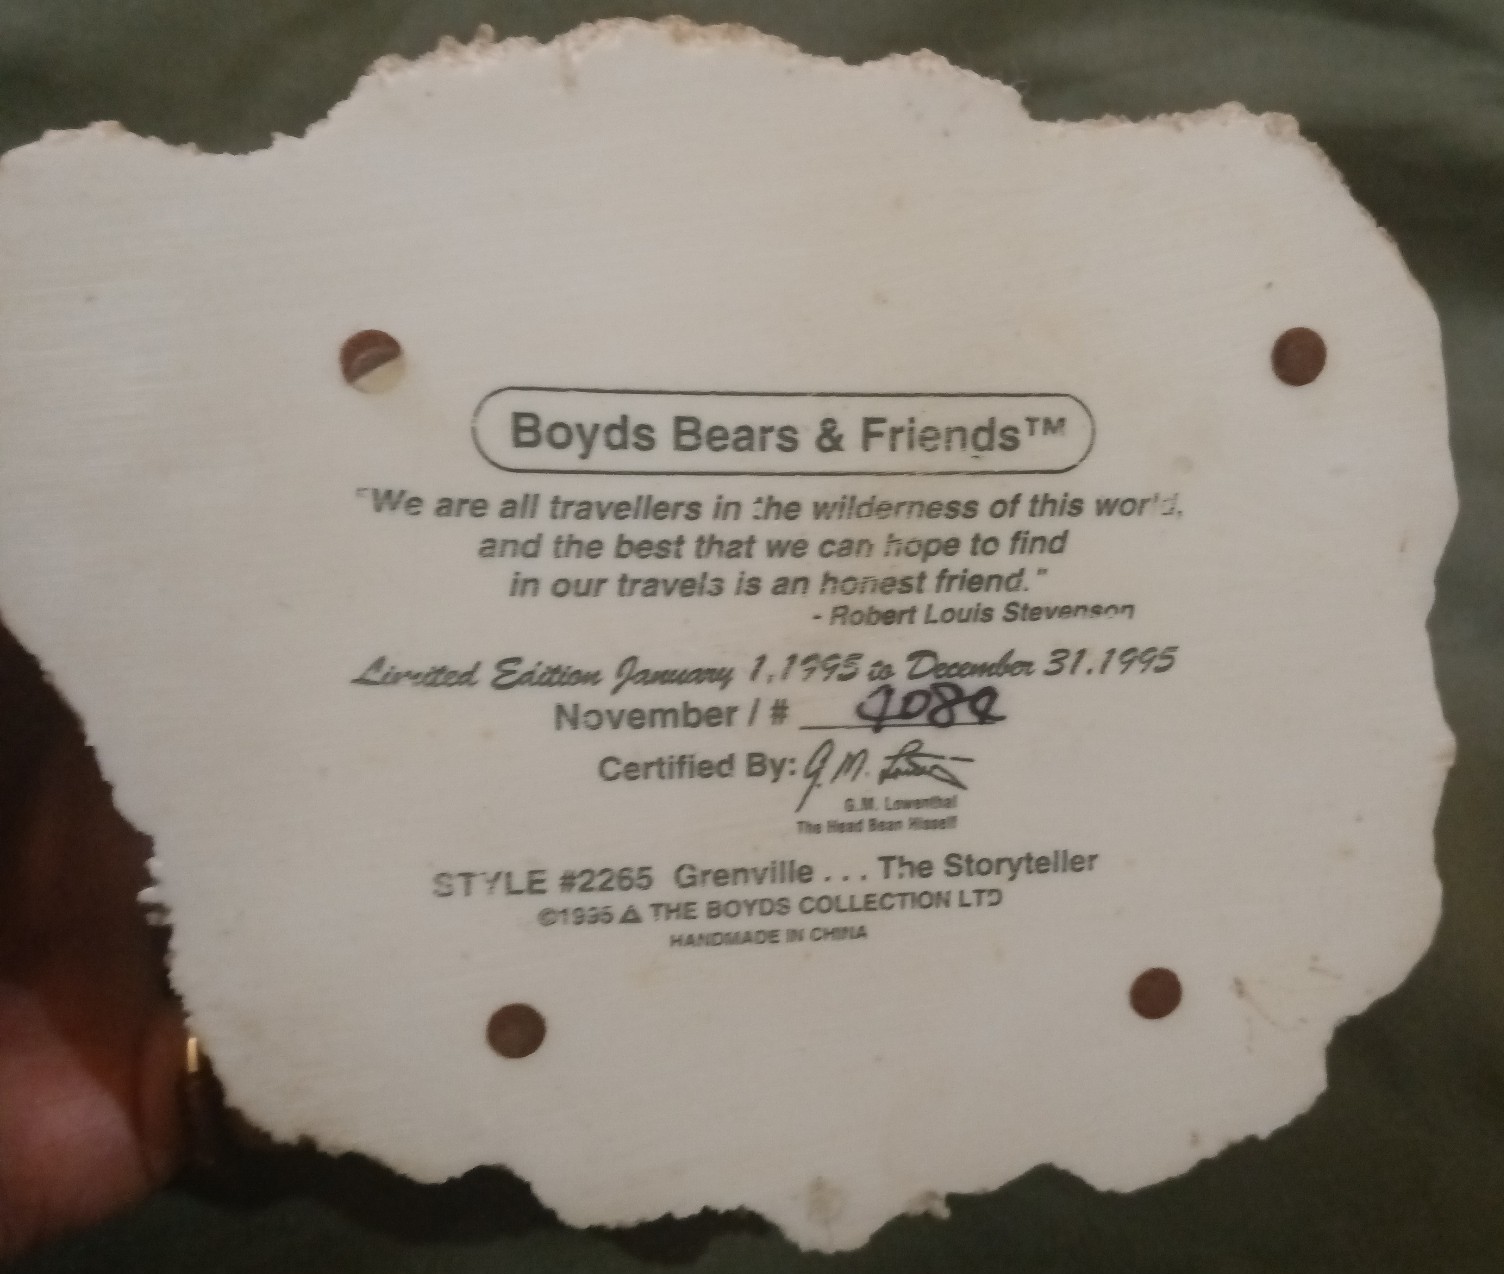 Boyds Bears & Friends™
"We are all travellers in the wilderness of this world,
and the best that we can hope to find
in our travels is an honest friend."
- Robert Louis Stevenson
Limited Edition January 1,1995 to December 31.1995
November / #
Certified By: G.M.
G.M. Lowenthal
The Head Bean Hisself
STYLE #2265 Grenville . . . The Storyteller
©1995 THE BOYDS COLLECTION LTD
HANDMADE IN CHINA